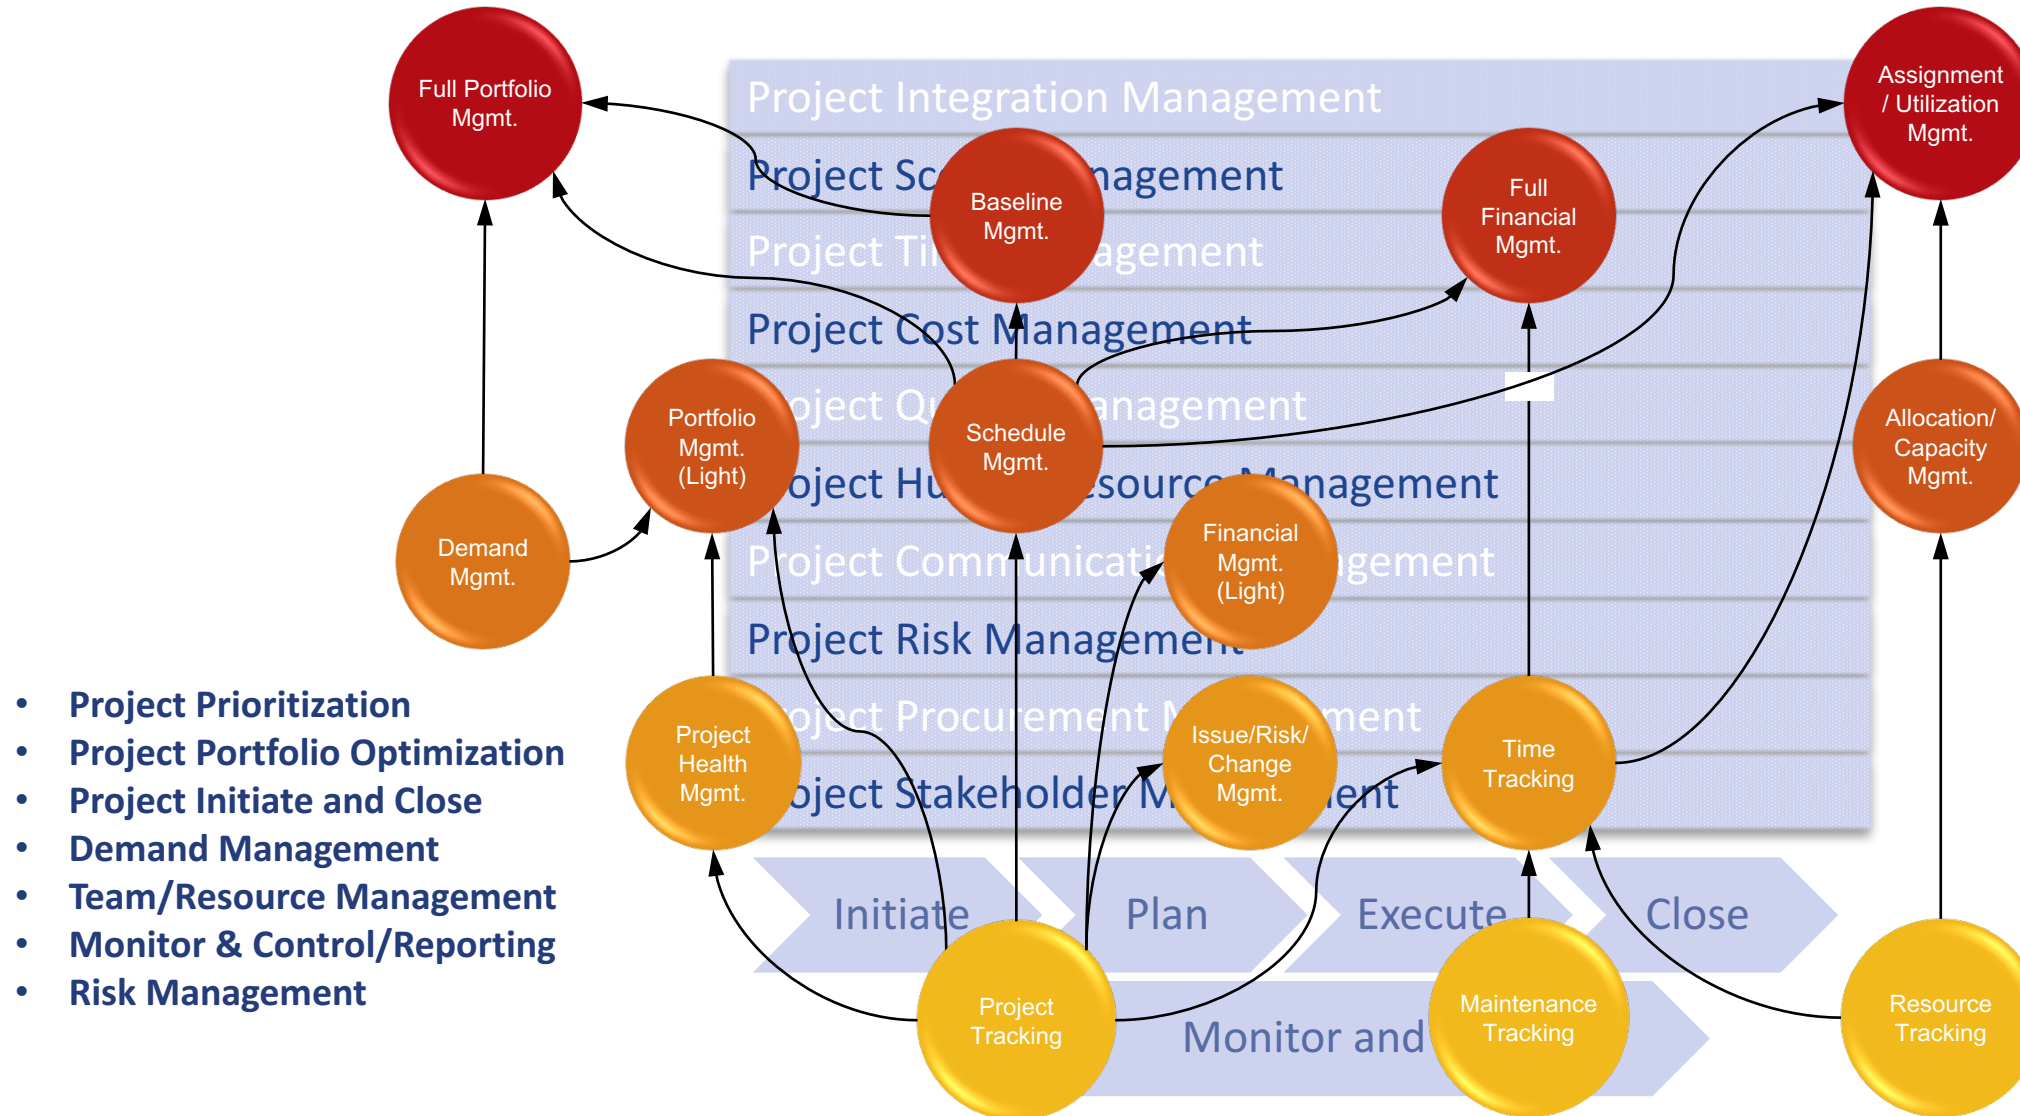 Full Portfolio
Mgmt.
Assignment
/ Utilization
Mgmt.
Project Integration Management
Project Sc nagement
Baseline
Mgmt.
Full
Financial
Mgmt.
Project Ti agement
Project Cost Management
Portfolio
Mgmt.
(Light)
oject Qu anagement
Schedule
Mgmt.
Allocation/
Capacity
Mgmt.
oject Hu esource Management
Demand
Mgmt.
Financial
Mgmt.
(Light)
Project Communicati agement
Project Risk Management
Project
Health
Mgmt.
oject Procurement M ment
Issue/Risk/
Change
Mgmt.
Time
Tracking
oject Stakeholder M ent
• Project Prioritization
• Project Portfolio Optimization
• Project Initiate and Close
• Demand Management
• Team/Resource Management
• Monitor & Control/Reporting
• Risk Management
Initiate
Plan
Execute
Close
Project
Tracking
Monitor and
Maintenance
Tracking
Resource
Tracking